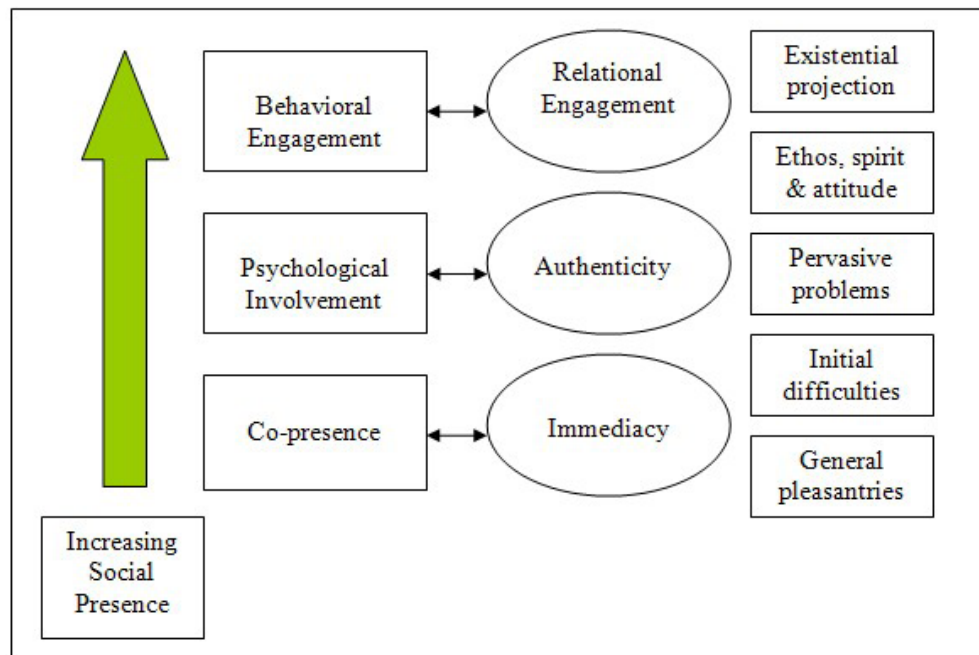 Behavioral
Engagement
Relational
Engagement
Existential
projection
Ethos, spirit
& attitude
Psychological
Involvement
Authenticity
Pervasive
problems
Co-presence
Immediacy
Initial
difficulties
General
pleasantries
Increasing
Social
Presence